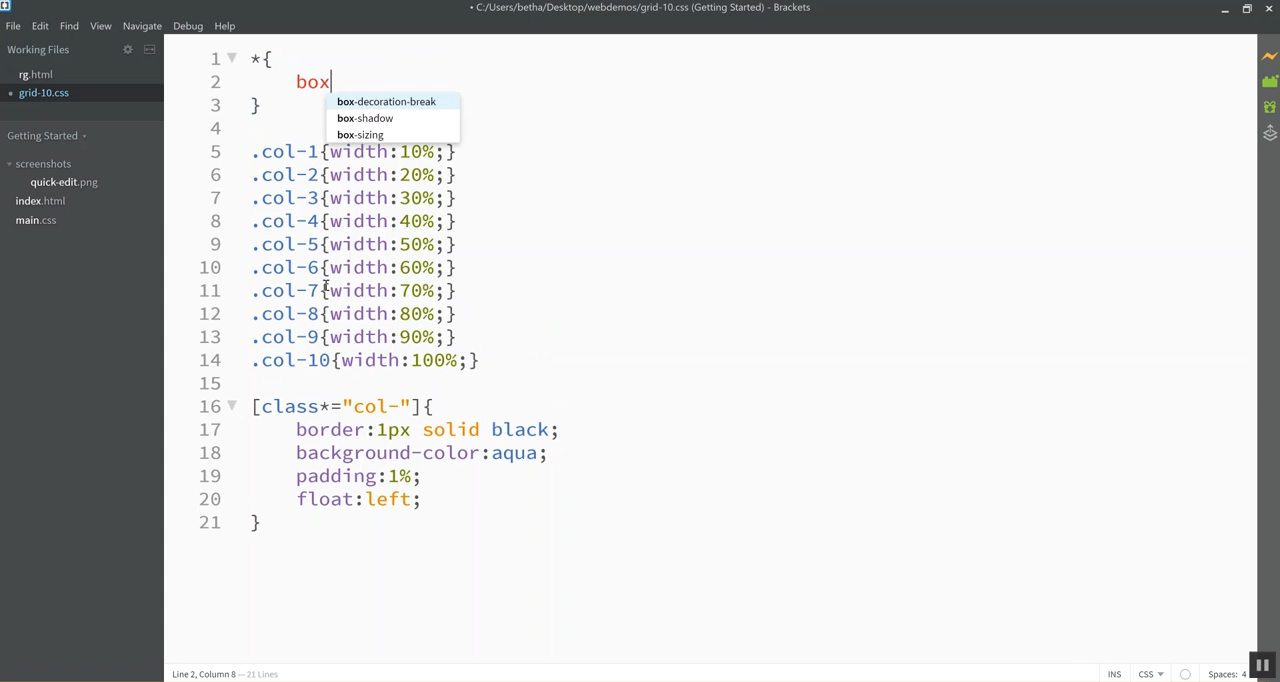 • C:/Users/betha/Desktop/webdemos/grid-10.css (Getting Started) - Brackets
File Edit Find View Navigate Debug Help
Working Files
rg.html
• grid-10.css
Getting Started
screenshots
quick-edit.png
index.html
main.css
1 *{
2 box
3 }
box-decoration-break
box-shadow
box-sizing
4
5 .col-1{width:10%;}
6 .col-2{width:20%;}
7 .col-3{width:30%;}
8 .col-4{width:40%;}
9 .col-5{width:50%;}
10 .col-6{width:60%;}
11 .col-7{width:70%;}
12 .col-8{width:80%;}
13 .col-9{width:90%;}
14 .col-10{width:100%;}
15
16 [class*="col-"]{
17 border:1px solid black;
18 background-color:aqua;
19 padding:1%;
20 float:left;
21 }
Line 2, Column 8 — 21 Lines
INS CSS Spaces: 4